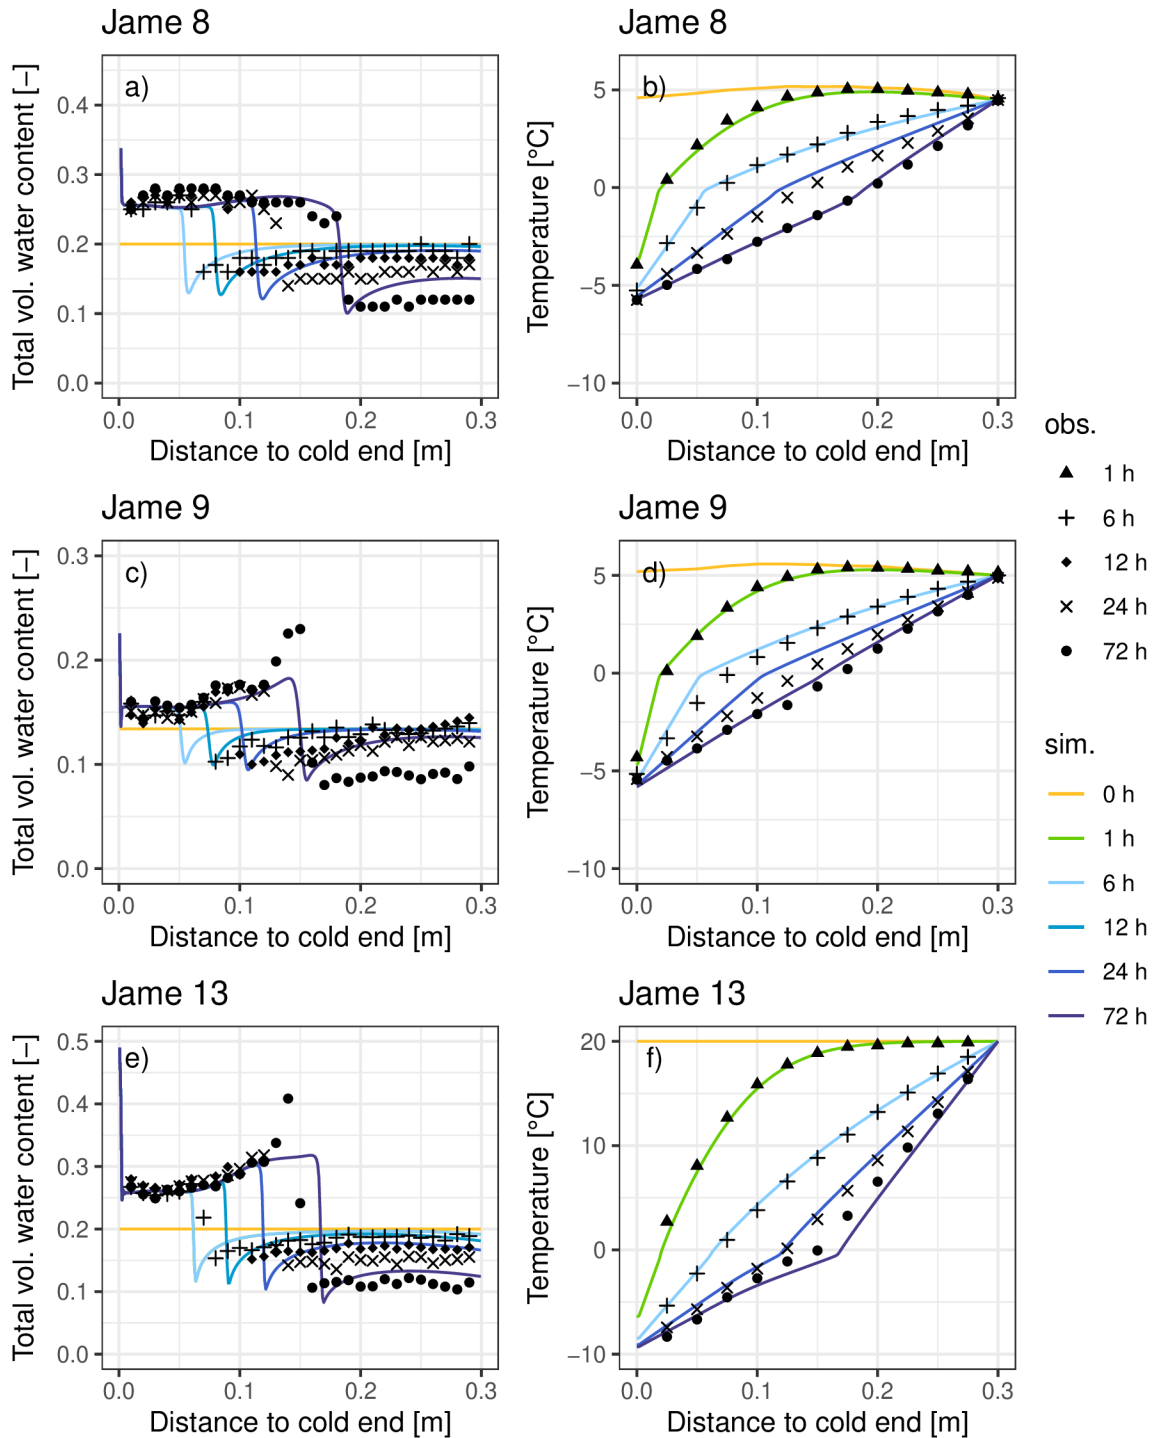 Jame 8
Total vol. water content [−]
a)
0.4
0.3
0.2
0.1
0.0
0.0 0.1 0.2 0.3
Distance to cold end [m]
Jame 8
Temperature [°C]
b)
5
0
−5
−10
0.0 0.1 0.2 0.3
Distance to cold end [m]
Jame 9
Total vol. water content [−]
c)
0.3
0.2
0.1
0.0
0.0 0.1 0.2 0.3
Distance to cold end [m]
Jame 9
Temperature [°C]
d)
5
0
−5
−10
0.0 0.1 0.2 0.3
Distance to cold end [m]
Jame 13
Total vol. water content [−]
e)
0.5
0.4
0.3
0.2
0.1
0.0
0.0 0.1 0.2 0.3
Distance to cold end [m]
Jame 13
Temperature [°C]
f)
20
10
0
−10
0.0 0.1 0.2 0.3
Distance to cold end [m]
obs.
1 h
6 h
12 h
24 h
72 h
sim.
0 h
1 h
6 h
12 h
24 h
72 h